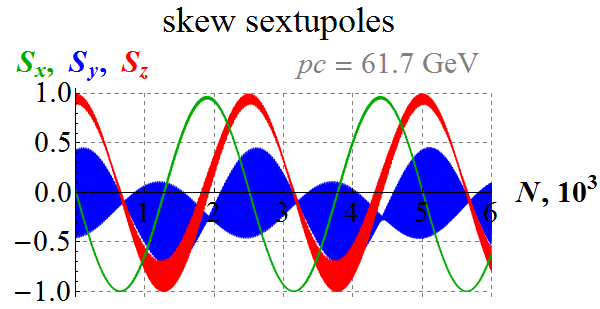 skew sextupoles
Sx, Sy, Sz
pc = 61.7 GeV
1.0
0.5
0.0
−0.5
−1.0
1 2 3 4 5 6
N, 10³